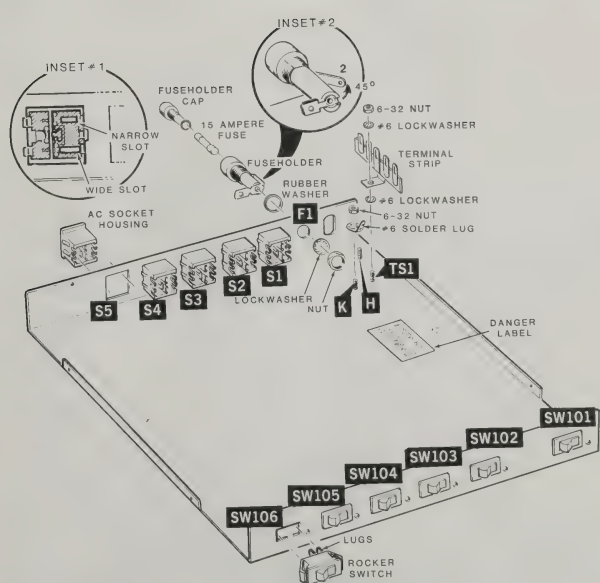 INSET #2
INSET #1
2
45°
FUSEHOLDER
CAP
6-32 NUT
15 AMPERE
FUSE
#6 LOCKWASHER
NARROW
SLOT
FUSEHOLDER
TERMINAL
STRIP
WIDE SLOT
RUBBER
WASHER
#6 LOCKWASHER
F1
6-32 NUT
AC SOCKET
HOUSING
#6 SOLDER LUG
S5
S4
S3
S2
S1
LOCKWASHER
NUT
K
H
TS1
DANGER
LABEL
SW101
SW102
SW103
SW104
SW105
SW106
LUGS
ROCKER
SWITCH